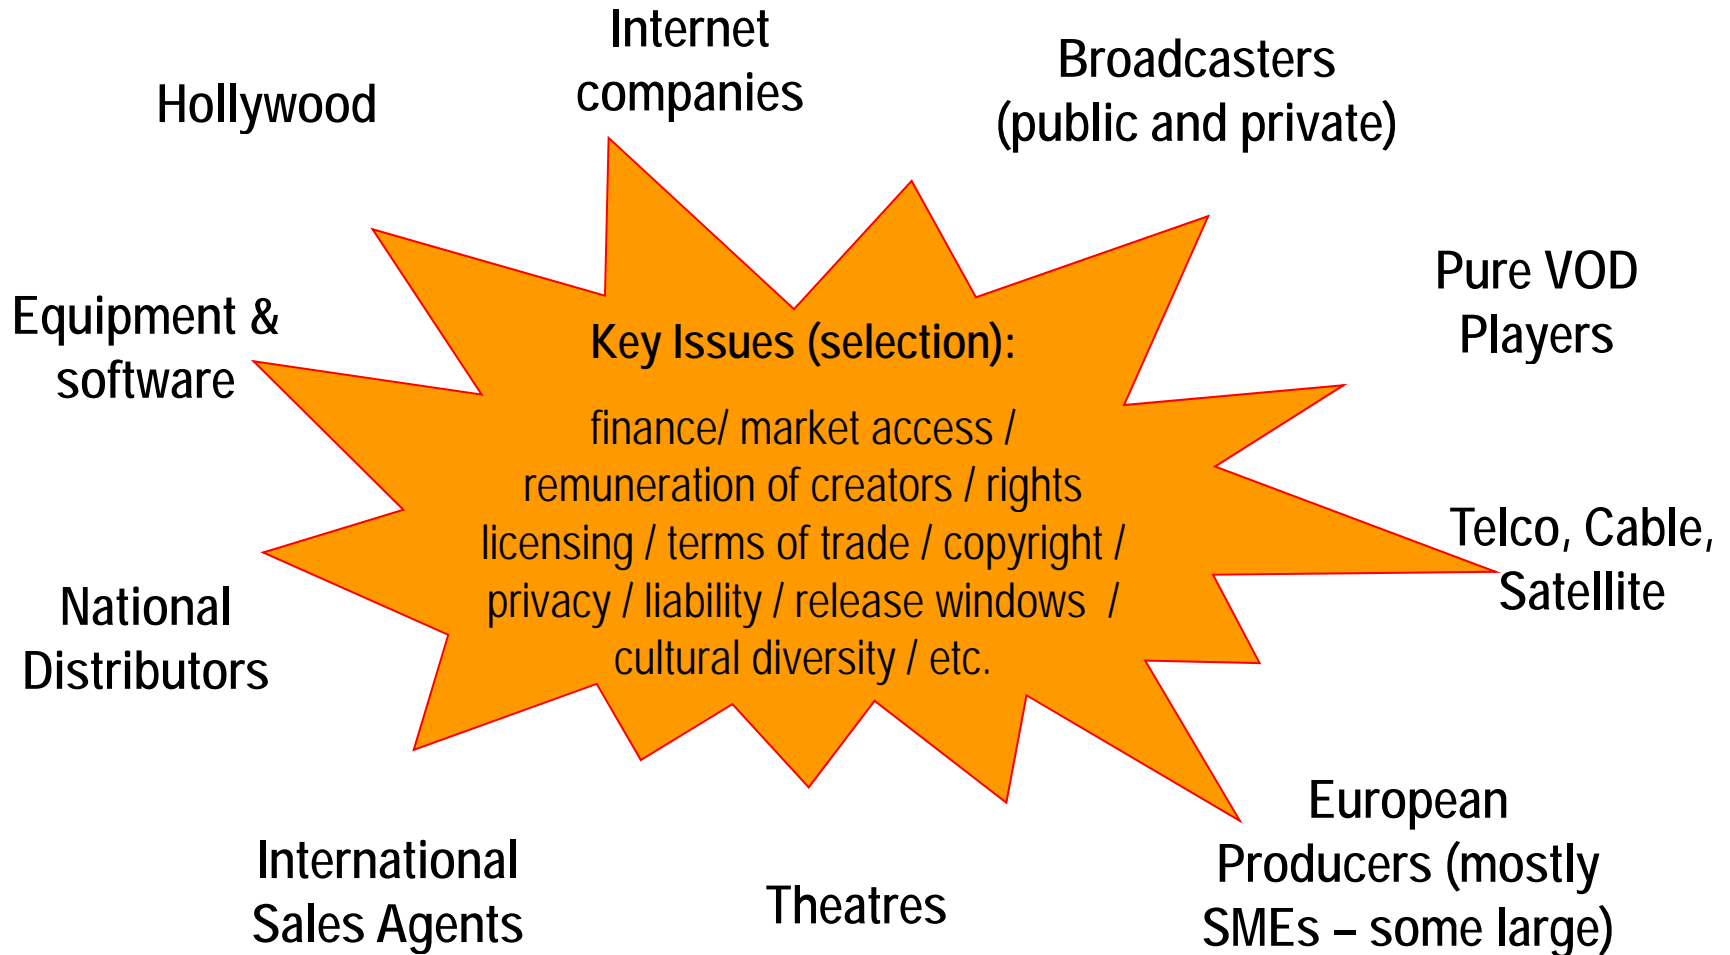 Internet
companies
Hollywood
Broadcasters
(public and private)
Pure VOD
Players
Equipment &
software
Key Issues (selection):
finance/ market access /
remuneration of creators / rights
licensing / terms of trade / copyright /
privacy / liability / release windows /
cultural diversity / etc.
Telco, Cable,
Satellite
National
Distributors
International
Sales Agents
Theatres
European
Producers (mostly
SMEs – some large)